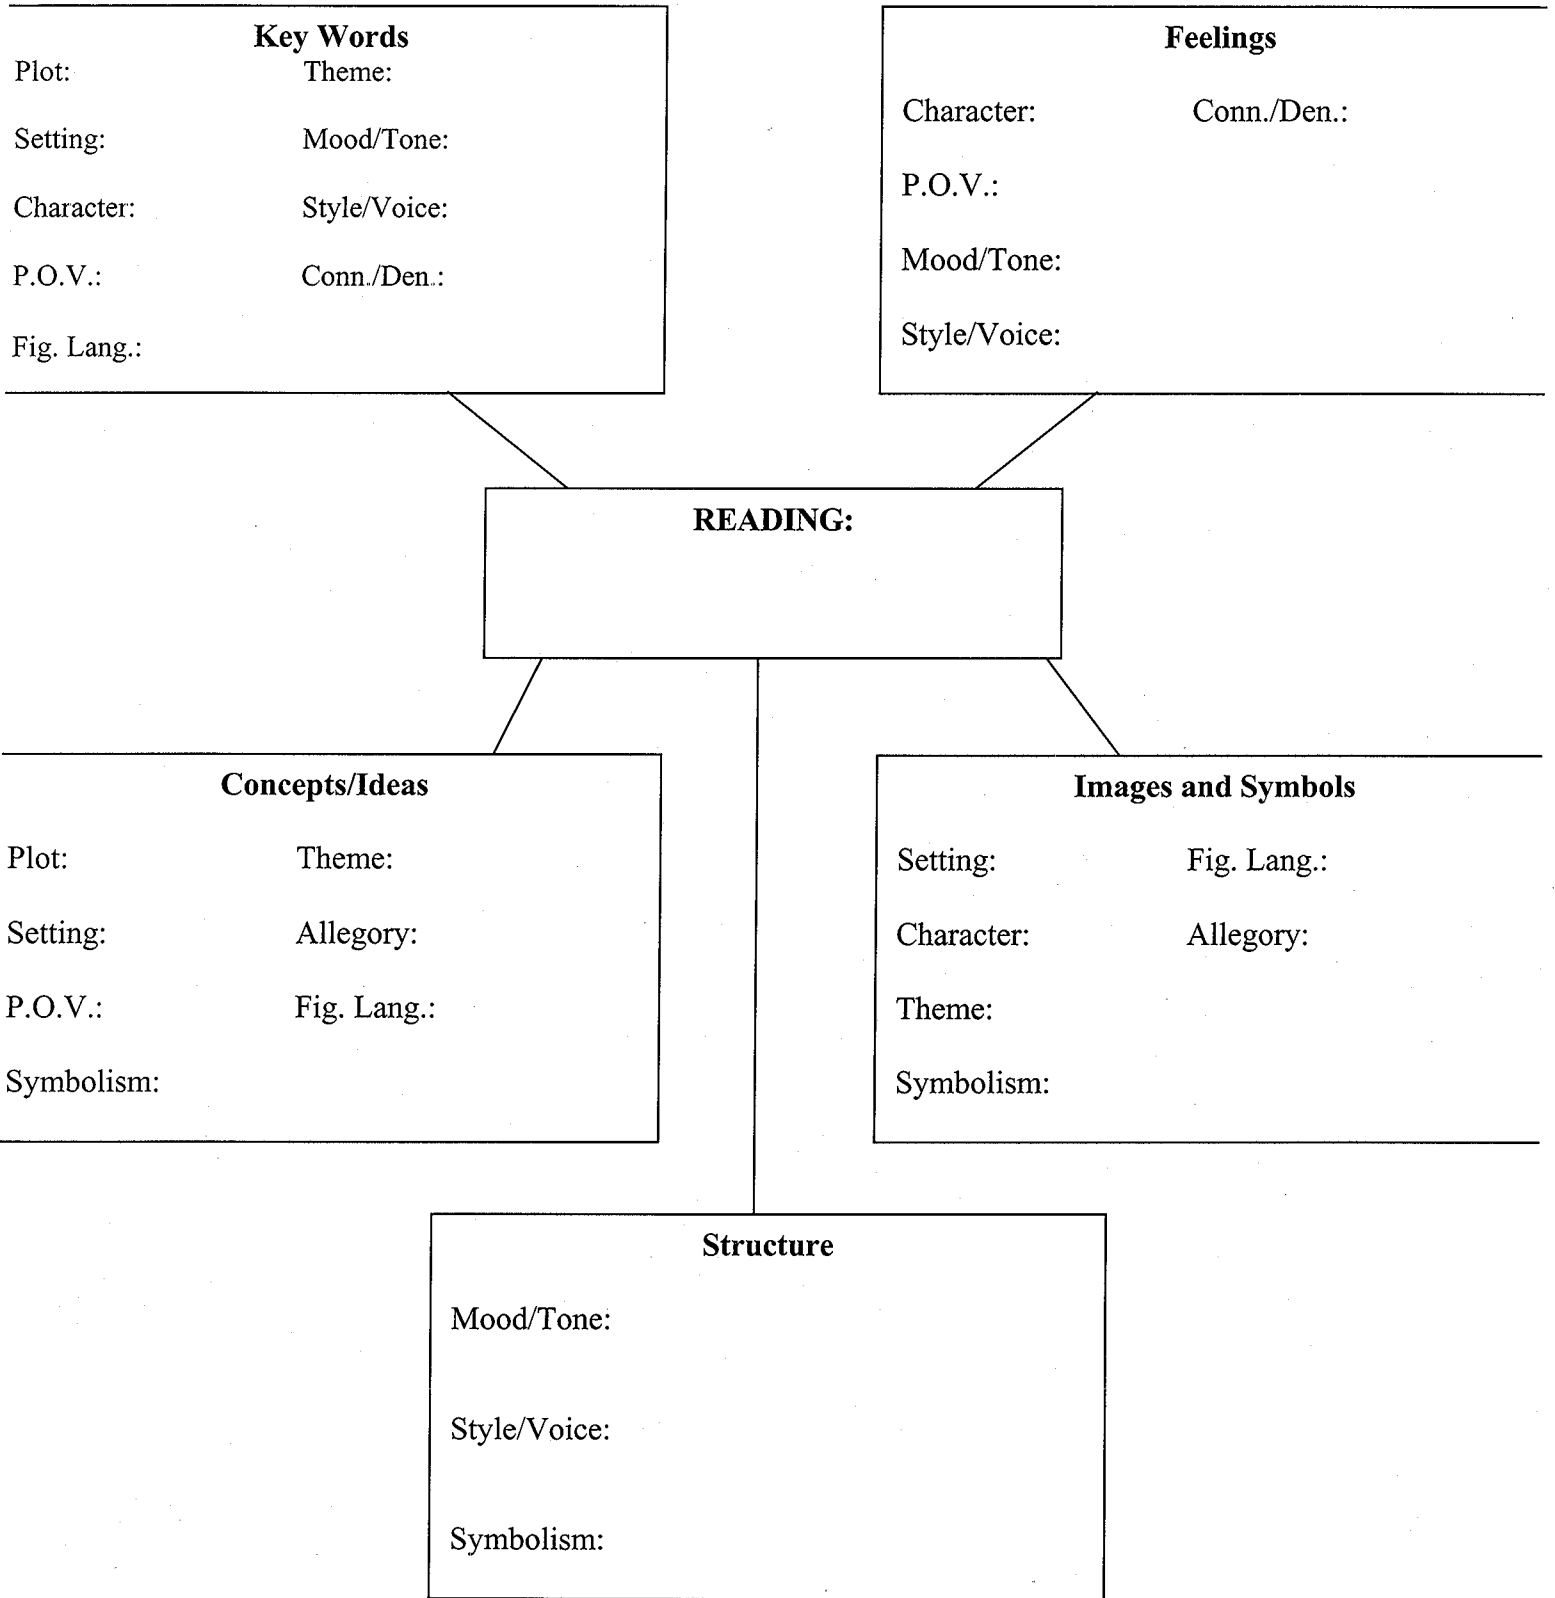 Key Words
Plot: Theme:
Setting: Mood/Tone:
Character: Style/Voice:
P.O.V.: Conn./Den.:
Fig. Lang.:
Feelings
Character: Conn./Den.:
P.O.V.:
Mood/Tone:
Style/Voice:
READING:
Concepts/Ideas
Plot: Theme:
Setting: Allegory:
P.O.V.: Fig. Lang.:
Symbolism:
Images and Symbols
Setting: Fig. Lang.:
Character: Allegory:
Theme:
Symbolism:
Structure
Mood/Tone:
Style/Voice:
Symbolism: